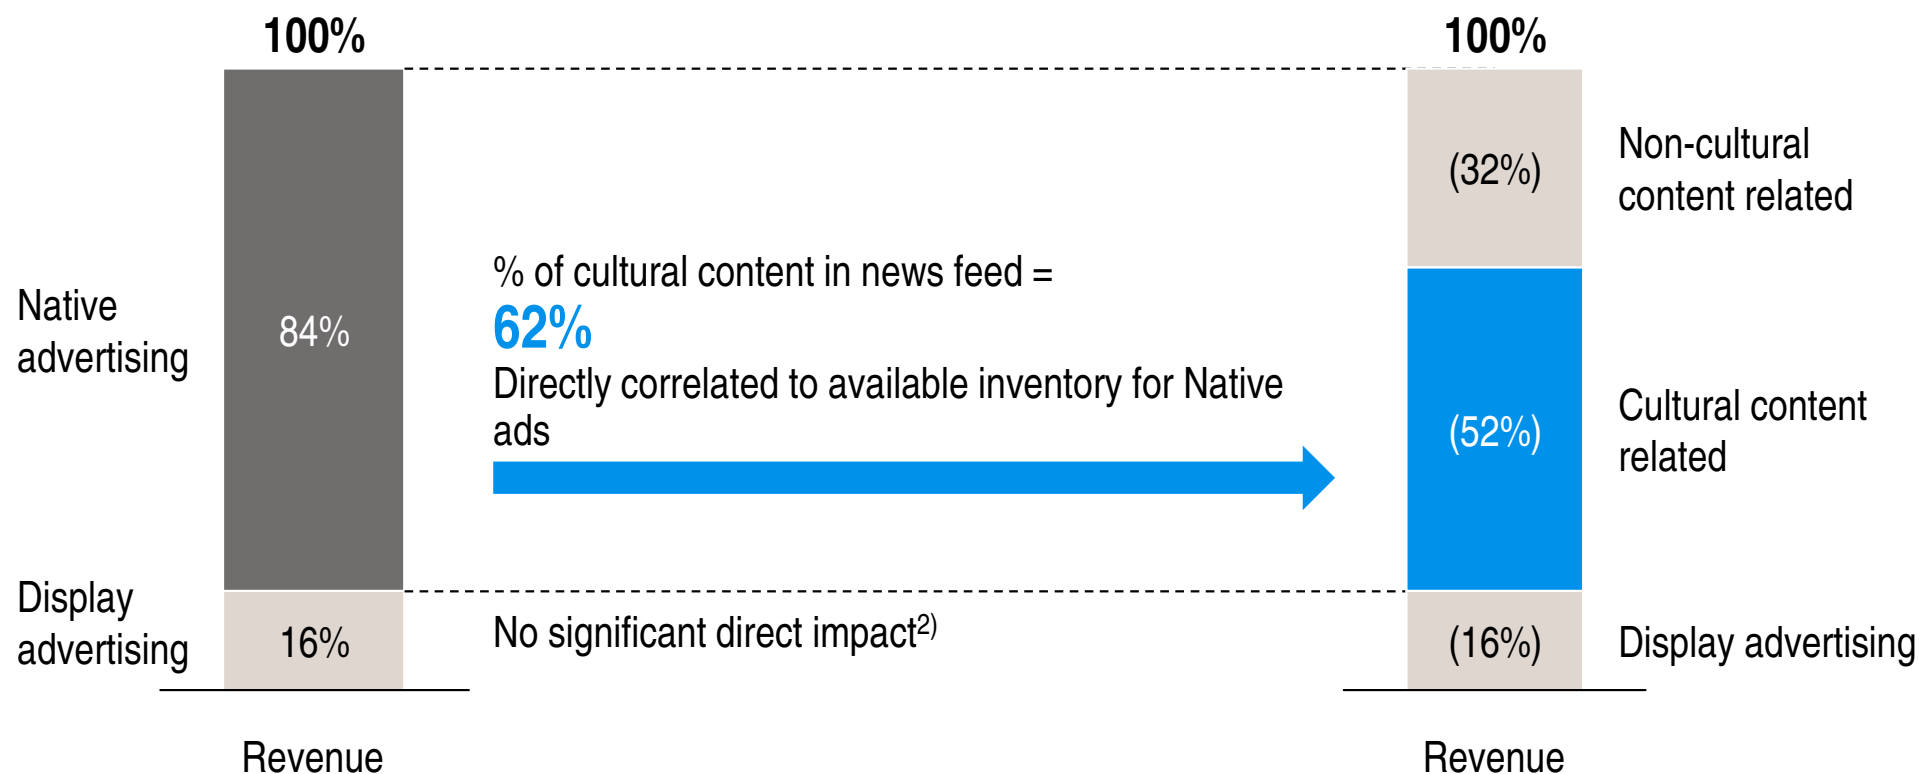 100%
Native
advertising
84%
Display
advertising
16%
Revenue
% of cultural content in news feed =
62%
Directly correlated to available inventory for Native
ads
No significant direct impact2)
100%
(32%)
Non-cultural
content related
(52%)
Cultural content
related
(16%)
Display advertising
Revenue